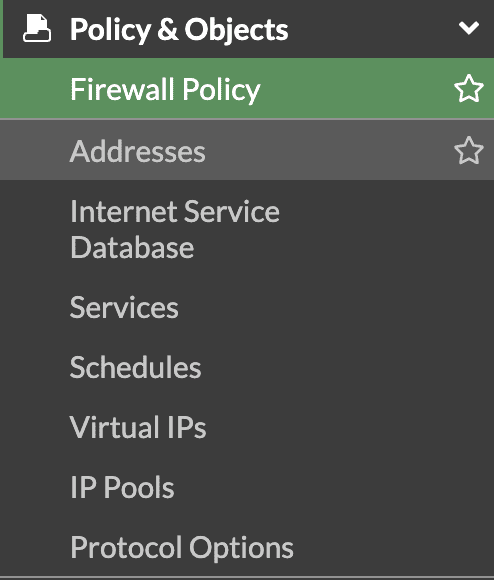 Policy & Objects
Firewall Policy
Addresses
Internet Service
Database
Services
Schedules
Virtual IPs
IP Pools
Protocol Options